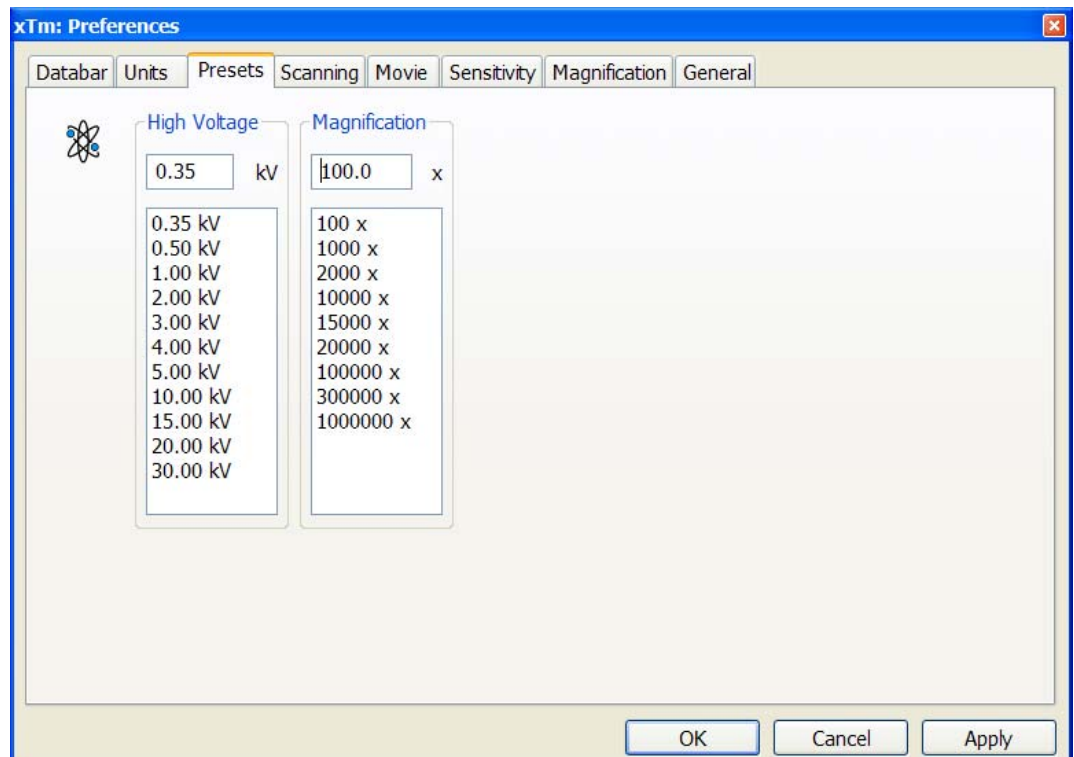 xTm: Preferences
Databar Units Presets Scanning Movie Sensitivity Magnification General
High Voltage
0.35 kV
0.35 kV
0.50 kV
1.00 kV
2.00 kV
3.00 kV
4.00 kV
5.00 kV
10.00 kV
15.00 kV
20.00 kV
30.00 kV
Magnification
100.0 x
100 x
1000 x
2000 x
10000 x
15000 x
20000 x
100000 x
300000 x
1000000 x
OK Cancel Apply